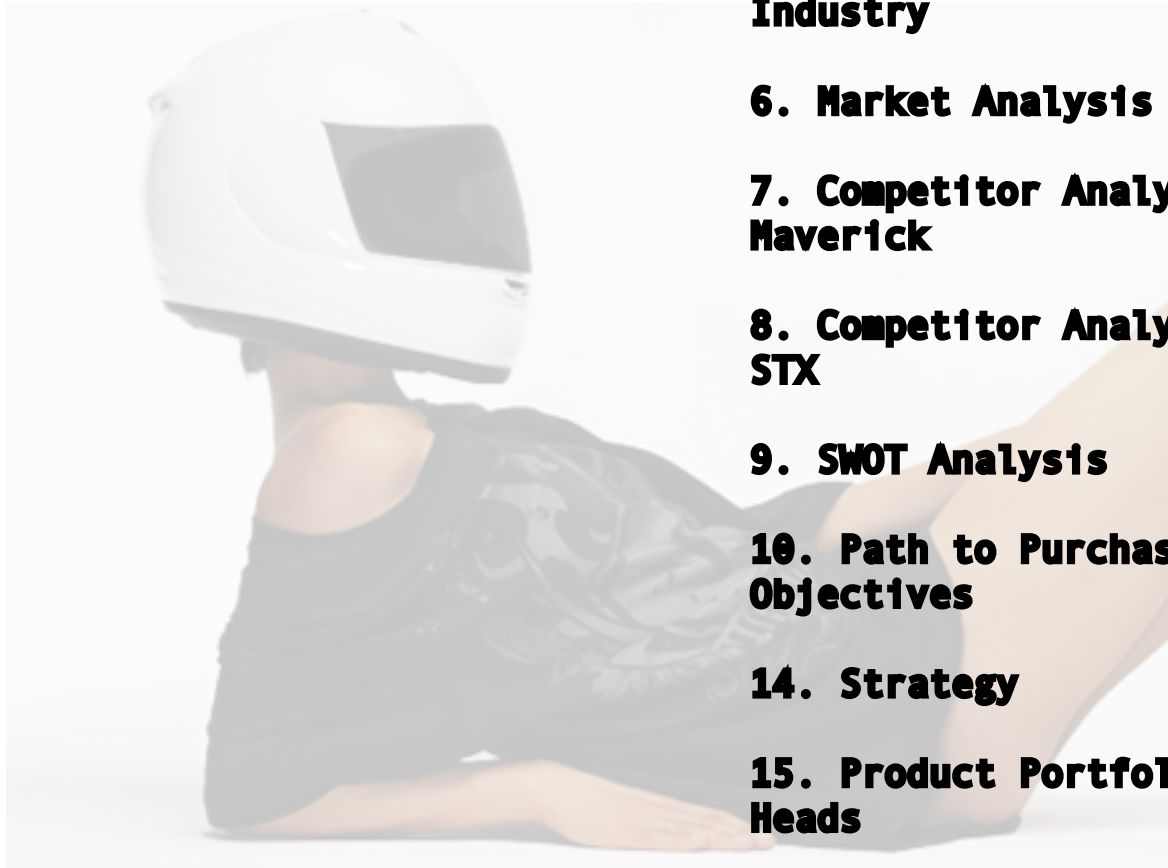 Industry
6. Market Analysis
7. Competitor Analy
Maverick
8. Competitor Analy
STX
9. SWOT Analysis
10. Path to Purchas
Objectives
14. Strategy
15. Product Portfol
Heads